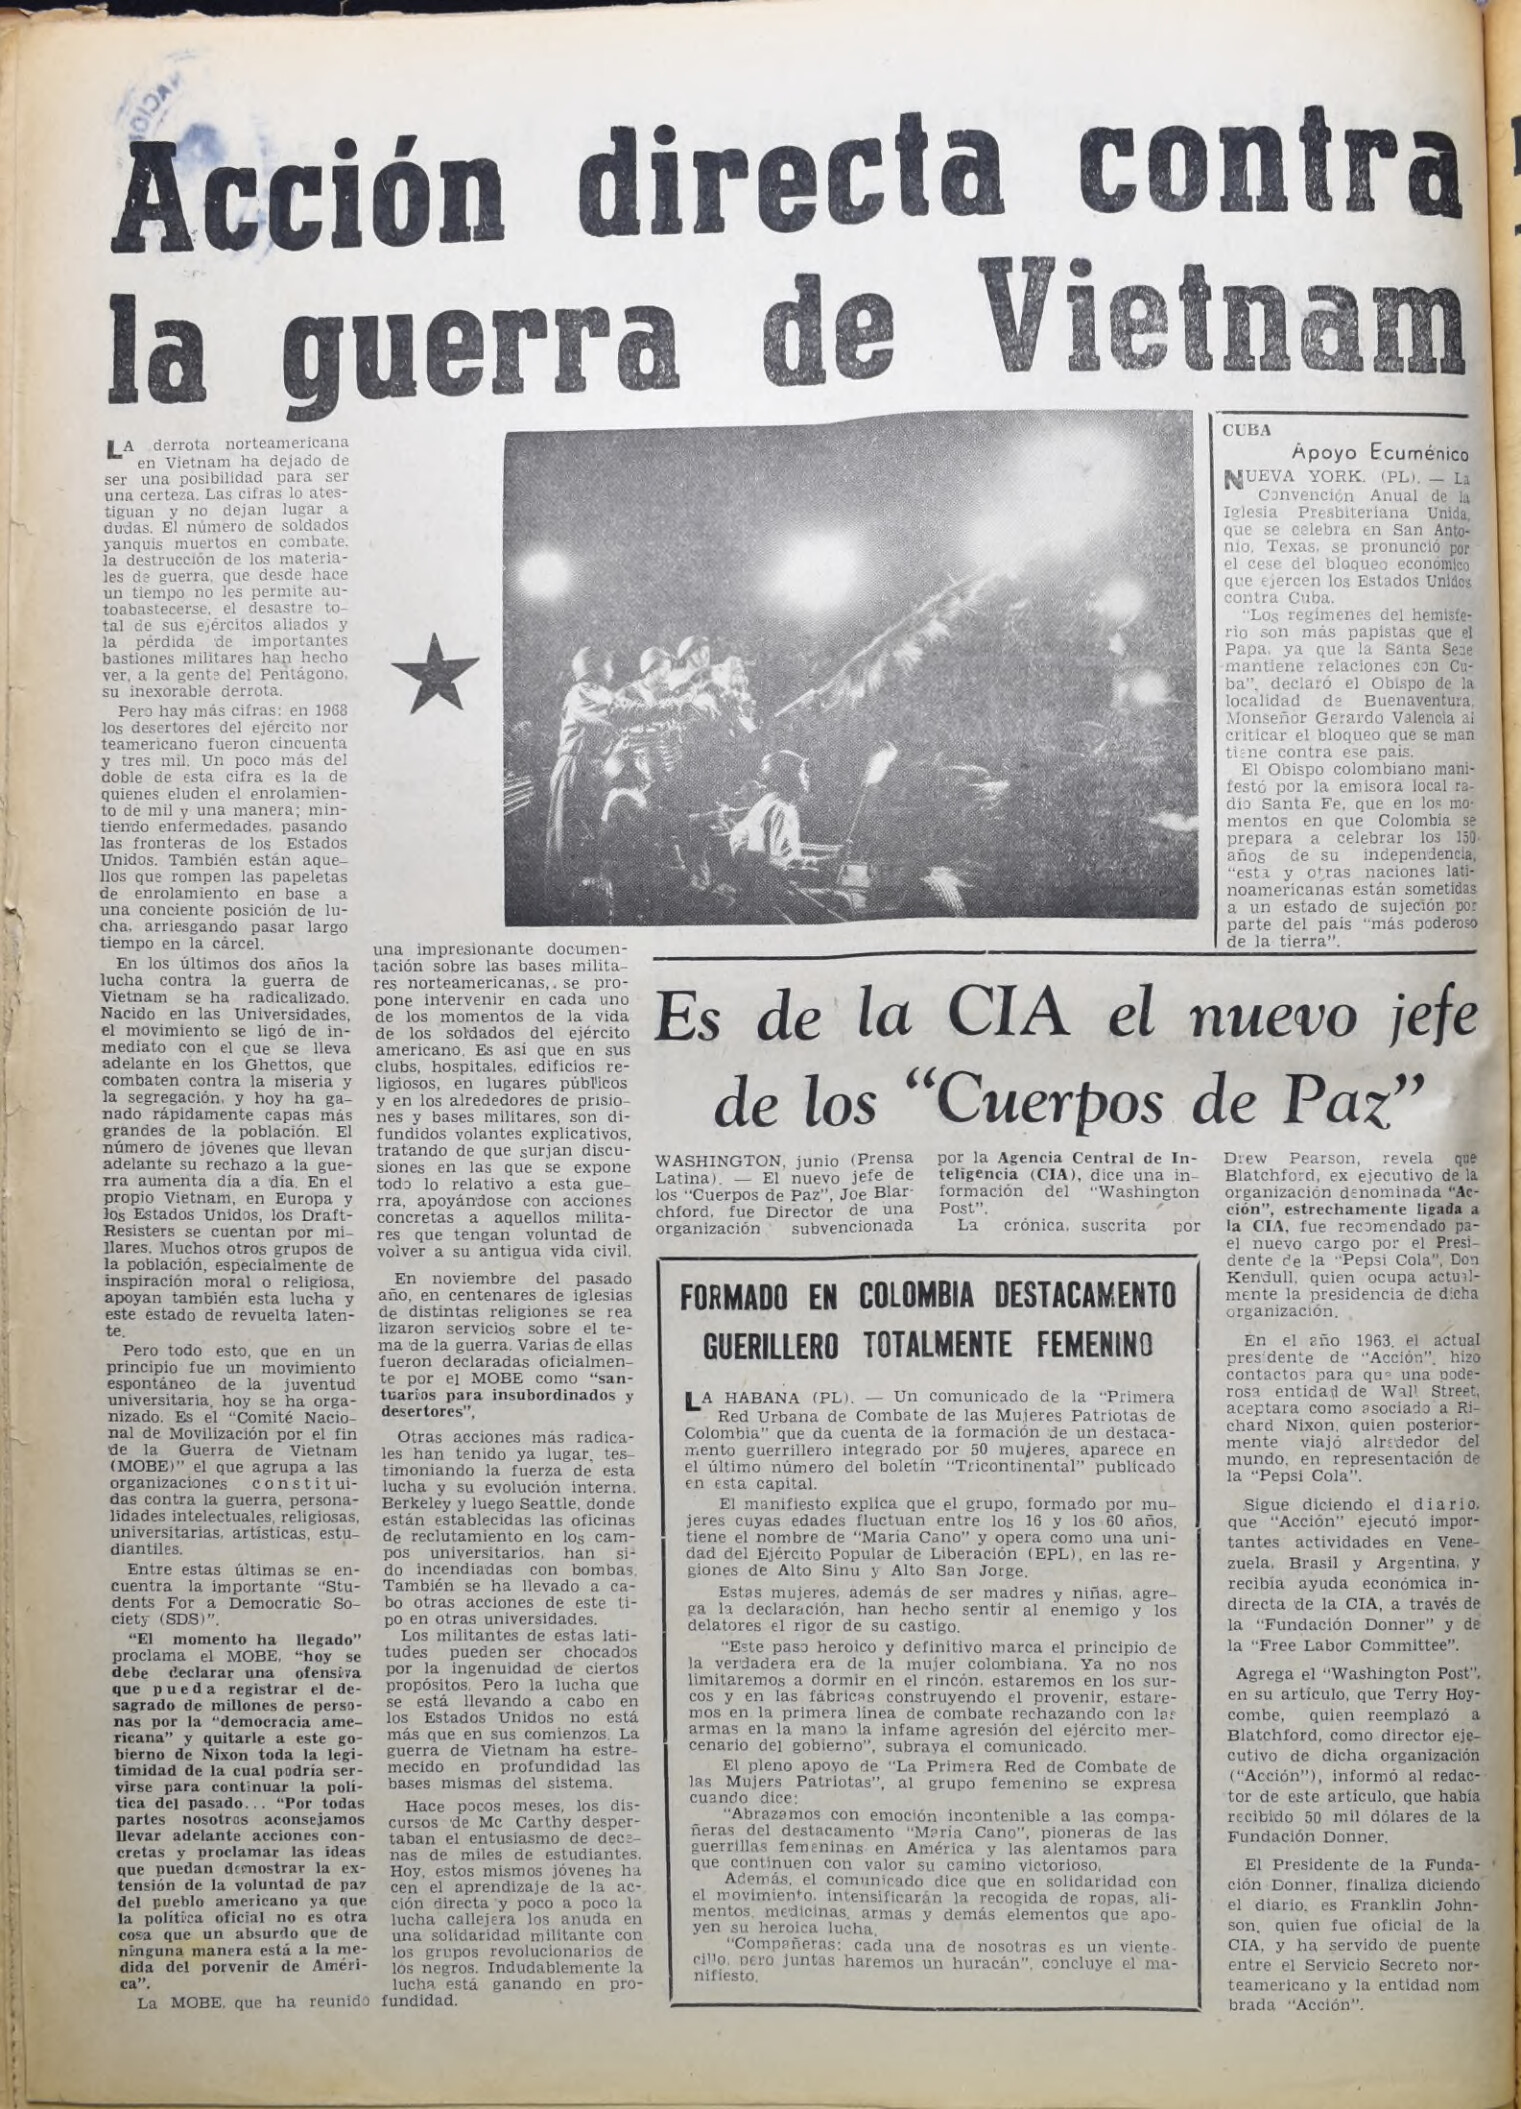 Acción directa contra
la guerra de Vietnam
LA derrota norteamericana
en Vietnam ha dejado de
ser una posibilidad para ser
una certeza. Las cifras lo ates-
tiguan y no dejan lugar a
dudas. El número de soldados
yanquis muertos en combate,
la destrucción de los materia-
les de guerra, que desde hace
un tiempo no les permite au-
toabastecerse, el desastre to-
tal de sus ejércitos aliados y
la pérdida de importantes
bastiones militares han hecho
ver, a la gente del Pentágono,
su inexorable derrota.
Pero hay más cifras: en 1968
los desertores del ejército nor
teamericano fueron cincuenta
y tres mil. Un poco más del
doble de esta cifra es la de
quienes eluden el enrolamien-
to de mil y una manera; min-
tiendo enfermedades, pasando
las fronteras de los Estados
Unidos. También están aque-
llos que rompen las papeletas
de enrolamiento en base a
una conciente posición de lu-
cha, arriesgando pasar largo
tiempo en la cárcel.
En los últimos dos años la
lucha contra la guerra de
Vietnam se ha radicalizado.
Nacido en las Universidades,
el movimiento se ligó de in-
mediato con el que se lleva
adelante en los Ghettos, que
combaten contra la miseria y
la segregación, y hoy ha ga-
nado rápidamente capas más
grandes de la población. El
número de jóvenes que llevan
adelante su rechazo a la gue-
rra aumenta día a día. En el
propio Vietnam, en Europa y
los Estados Unidos, los Draft-
Resisters se cuentan por mi-
llares. Muchos otros grupos de
la población, especialmente de
inspiración moral o religiosa,
apoyan también esta lucha y
este estado de revuelta laten-
te.
Pero todo esto, que en un
principio fue un movimiento
espontáneo de la juventud
universitaria, hoy se ha orga-
nizado. Es el "Comité Nacio-
nal de Movilización por el fin
de la Guerra de Vietnam
(MOBE)" el que agrupa a las
organizaciones constitui-
das contra la guerra, persona-
lidades intelectuales, religiosas,
universitarias, artísticas, estu-
diantiles.
Entre estas últimas se en-
cuentra la importante "Stu-
dents For a Democratic So-
ciety (SDS)".
"El momento ha llegado"
proclama el MOBE, "hoy se
debe declarar una ofensiva
que pueda registrar el de-
sagrado de millones de perso-
nas por la "democracia ame-
ricana" y quitarle a este go-
bierno de Nixon toda la legi-
timidad de la cual podría ser-
virse para continuar la polí-
tica del pasado... "Por todas
partes nosotros aconsejamos
llevar adelante acciones con-
cretas y proclamar las ideas
que puedan demostrar la ex-
tensión de la voluntad de paz
del pueblo americano ya que
la política oficial no es otra
cosa que un absurdo que de
ninguna manera está a la me-
dida del porvenir de Améri-
ca".
La MOBE, que ha reunido
una impresionante documen-
tación sobre las bases milita-
res norteamericanas,. se pro-
pone intervenir en cada uno
de los momentos de la vida
de los soldados del ejército
americano. Es así que en sus
clubs, hospitales, edificios re-
ligiosos, en lugares públicos
y en los alrededores de prisio-
nes y bases militares, son di-
fundidos volantes explicativos,
tratando de que surjan discu-
siones en las que se expone
todo lo relativo a esta gue-
rra, apoyándose con acciones
concretas a aquellos milita-
res que tengan voluntad de
volver a su antigua vida civil.
En noviembre del pasado
año, en centenares de iglesias
de distintas religiones se rea
lizaron servicios sobre el te-
ma de la guerra. Varias de ellas
fueron declaradas oficialmen-
te por el MOBE como "san-
tuarios para insubordinados y
desertores",
Otras acciones más radica-
les han tenido ya lugar, tes-
timoniando la fuerza de esta
lucha y su evolución interna.
Berkeley y luego Seattle, donde
están establecidas las oficinas
de reclutamiento en los cam-
pos universitarios, han si-
do incendiadas con bombas.
También se ha llevado a ca-
bo otras acciones de este ti-
po en otras universidades.
Los militantes de estas lati-
tudes pueden ser chocados
por la ingenuidad de ciertos
propósitos. Pero la lucha que
se está llevando a cabo en
los Estados Unidos no está
más que en sus comienzos. La
guerra de Vietnam ha estre-
mecido en profundidad las
bases mismas del sistema.
Hace pocos meses, los dis-
cursos de Mc Carthy desper-
taban el entusiasmo de dece-
nas de miles de estudiantes.
Hoy, estos mismos jóvenes ha
cen el aprendizaje de la ac-
ción directa y poco a poco la
lucha callejera los anuda en
una solidaridad militante con
los grupos revolucionarios de
los negros. Indudablemente la
lucha está ganando en pro-
fundidad.
CUBA
Apoyo Ecuménico
NUEVA YORK. (PL). — La
Convención Anual de la
Iglesia Presbiteriana Unida,
que se celebra en San Anto-
nio, Texas, se pronunció por
el cese del bloqueo económico
que ejercen los Estados Unidos
contra Cuba.
"Los regímenes del hemisfe-
rio son más papistas que el
Papa, ya que la Santa Sede
mantiene relaciones con Cu-
ba", declaró el Obispo de la
localidad de Buenaventura,
Monseñor Gerardo Valencia al
criticar el bloqueo que se man
tiene contra ese país.
El Obispo colombiano mani-
festó por la emisora local ra-
dio Santa Fe, que en los mo-
mentos en que Colombia se
prepara a celebrar los 150
años de su independencia,
"esta y otras naciones lati-
noamericanas están sometidas
a un estado de sujeción por
parte del país "más poderoso
de la tierra".
Es de la CIA el nuevo jefe
de los "Cuerpos de Paz"
WASHINGTON, junio (Prensa
Latina). — El nuevo jefe de
los "Cuerpos de Paz", Joe Blat-
chford, fue Director de una
organización subvencionada
por la Agencia Central de In-
teligencia (CIA), dice una in-
formación del "Washington
Post".
La crónica, suscrita por
Drew Pearson, revela que
Blatchford, ex ejecutivo de la
organización denominada "Ac-
ción", estrechamente ligada a
la CIA, fue recomendado pa-
el nuevo cargo por el Presi-
dente de la "Pepsi Cola", Don
Kendull, quien ocupa actual-
mente la presidencia de dicha
organización.
En el año 1963, el actual
presidente de "Acción", hizo
contactos para que una pode-
rosa entidad de Wall Street,
aceptara como asociado a Ri-
chard Nixon, quien posterior-
mente viajó alrededor del
mundo, en representación de
la "Pepsi Cola".
Sigue diciendo el diario,
que "Acción" ejecutó impor-
tantes actividades en Vene-
zuela, Brasil y Argentina, y
recibía ayuda económica in-
directa de la CIA, a través de
la "Fundación Donner" y de
la "Free Labor Committee".
Agrega el "Washington Post",
en su artículo, que Terry Hoy-
combe, quien reemplazó a
Blatchford, como director eje-
cutivo de dicha organización
("Acción"), informó al redac-
tor de este artículo, que había
recibido 50 mil dólares de la
Fundación Donner.
El Presidente de la Funda-
ción Donner, finaliza diciendo
el diario, es Franklin John-
son, quien fue oficial de la
CIA, y ha servido de puente
entre el Servicio Secreto nor-
teamericano y la entidad nom
brada "Acción".
FORMADO EN COLOMBIA DESTACAMENTO
GUERILLERO TOTALMENTE FEMENINO
LA HABANA (PL). — Un comunicado de la "Primera
Red Urbana de Combate de las Mujeres Patriotas de
Colombia" que da cuenta de la formación de un destaca-
mento guerrillero integrado por 50 mujeres, aparece en
el último número del boletín "Tricontinental" publicado
en esta capital.
El manifiesto explica que el grupo, formado por mu-
jeres cuyas edades fluctuan entre los 16 y los 60 años,
tiene el nombre de "María Cano" y opera como una uni-
dad del Ejército Popular de Liberación (EPL), en las re-
giones de Alto Sinu y Alto San Jorge.
Estas mujeres, además de ser madres y niñas, agre-
ga la declaración, han hecho sentir al enemigo y los
delatores el rigor de su castigo.
"Este paso heroico y definitivo marca el principio de
la verdadera era de la mujer colombiana. Ya no nos
limitaremos a dormir en el rincón, estaremos en los sur-
cos y en las fábricas construyendo el provenir, estare-
mos en la primera línea de combate rechazando con las
armas en la mano la infame agresión del ejército mer-
cenario del gobierno", subraya el comunicado.
El pleno apoyo de "La Primera Red de Combate de
las Mujers Patriotas", al grupo femenino se expresa
cuando dice:
"Abrazamos con emoción incontenible a las compa-
ñeras del destacamento "María Cano", pioneras de las
guerrillas femeninas en América y las alentamos para
que continuen con valor su camino victorioso.
Además, el comunicado dice que en solidaridad con
el movimiento, intensificarán la recogida de ropas, ali-
mentos, medicinas, armas y demás elementos que apo-
yen su heroica lucha.
"Compañeras: cada una de nosotras es un viente-
cillo, pero juntas haremos un huracán", concluye el ma-
nifiesto.